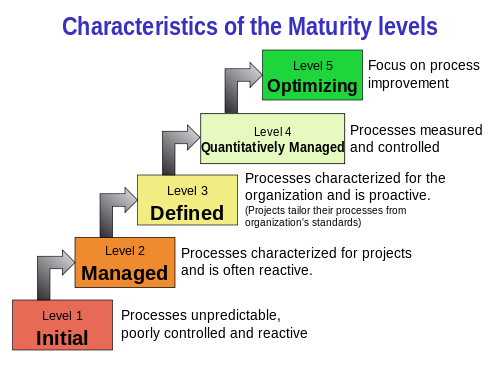 Characteristics of the Maturity levels
Level 5
Optimizing
Focus on process
improvement
Level 4
Quantitatively Managed
Processes measured
and controlled
Level 3
Defined
Processes characterized for the
organization and is proactive.
(Projects tailor their processes from
organization's standards)
Level 2
Managed
Processes characterized for projects
and is often reactive.
Level 1
Initial
Processes unpredictable,
poorly controlled and reactive